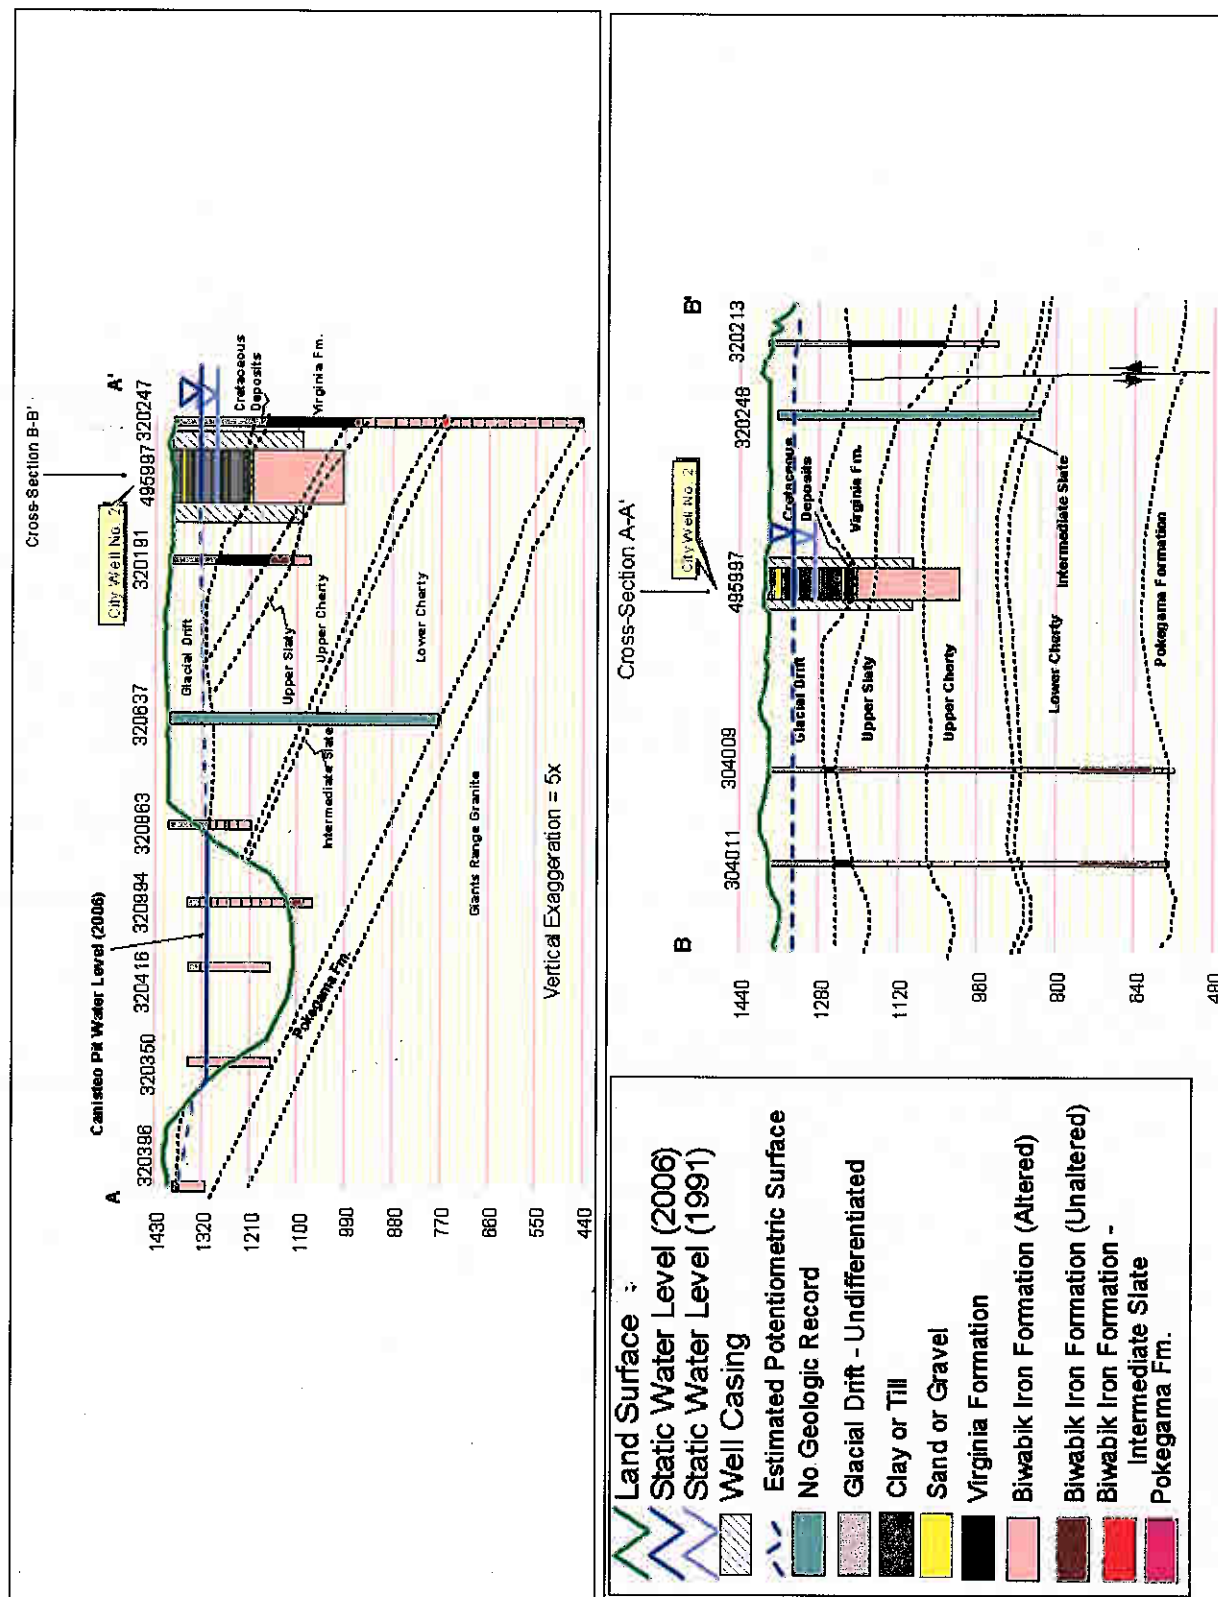 Cross-Section B-B'
City Well No. 2
Canisteo Pit Water Level (2006)
A
A'
320396
320350
320416
320994
320863
320637
320191
495997
320247
1430
1320
1210
1100
990
880
770
660
550
440
Glacial Drift
Cretaceous
Deposits
Virginia Fm.
Upper Slaty
Upper Cherty
Intermediate Slate
Lower Cherty
Pokegama Fm.
Giants Range Granite
Vertical Exaggeration = 5x
Cross-Section A-A'
City Well No. 2
B
B'
304011
304009
495997
320248
320213
1440
1280
1120
960
800
640
480
Glacial Drift
Cretaceous
Deposits
Virginia Fm.
Upper Slaty
Upper Cherty
Lower Cherty
Intermediate Slate
Pokegama Formation
Land Surface
Static Water Level (2006)
Static Water Level (1991)
Well Casing
Estimated Potentiometric Surface
No Geologic Record
Glacial Drift - Undifferentiated
Clay or Till
Sand or Gravel
Virginia Formation
Biwabik Iron Formation (Altered)
Biwabik Iron Formation (Unaltered)
Biwabik Iron Formation -
Intermediate Slate
Pokegama Fm.